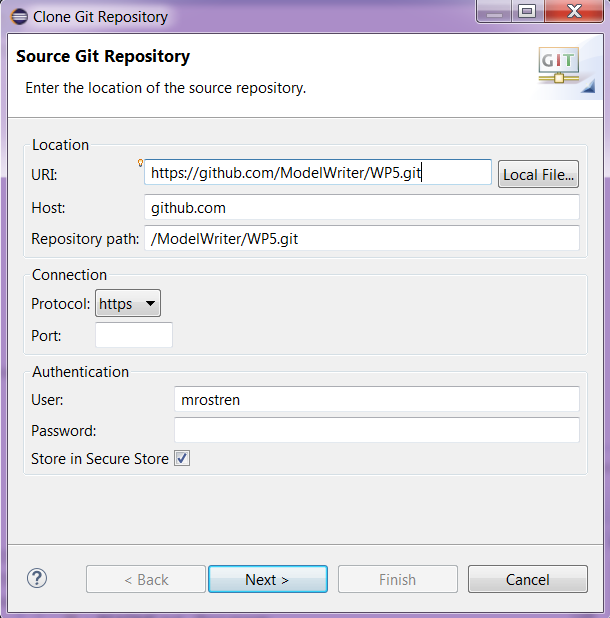 Clone Git Repository
Source Git Repository
Enter the location of the source repository.
GIT
Location
URI: https://github.com/ModelWriter/WP5.git Local File...
Host: github.com
Repository path: /ModelWriter/WP5.git
Connection
Protocol: https
Port:
Authentication
User: mrostren
Password:
Store in Secure Store
? < Back Next > Finish Cancel